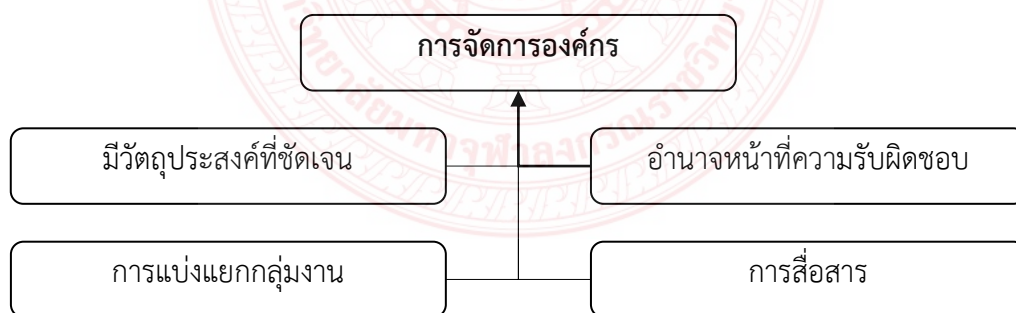 การจัดการองค์กร
มีวัตถุประสงค์ที่ชัดเจน
อำนาจหน้าที่ความรับผิดชอบ
การแบ่งแยกกลุ่มงาน
การสื่อสาร